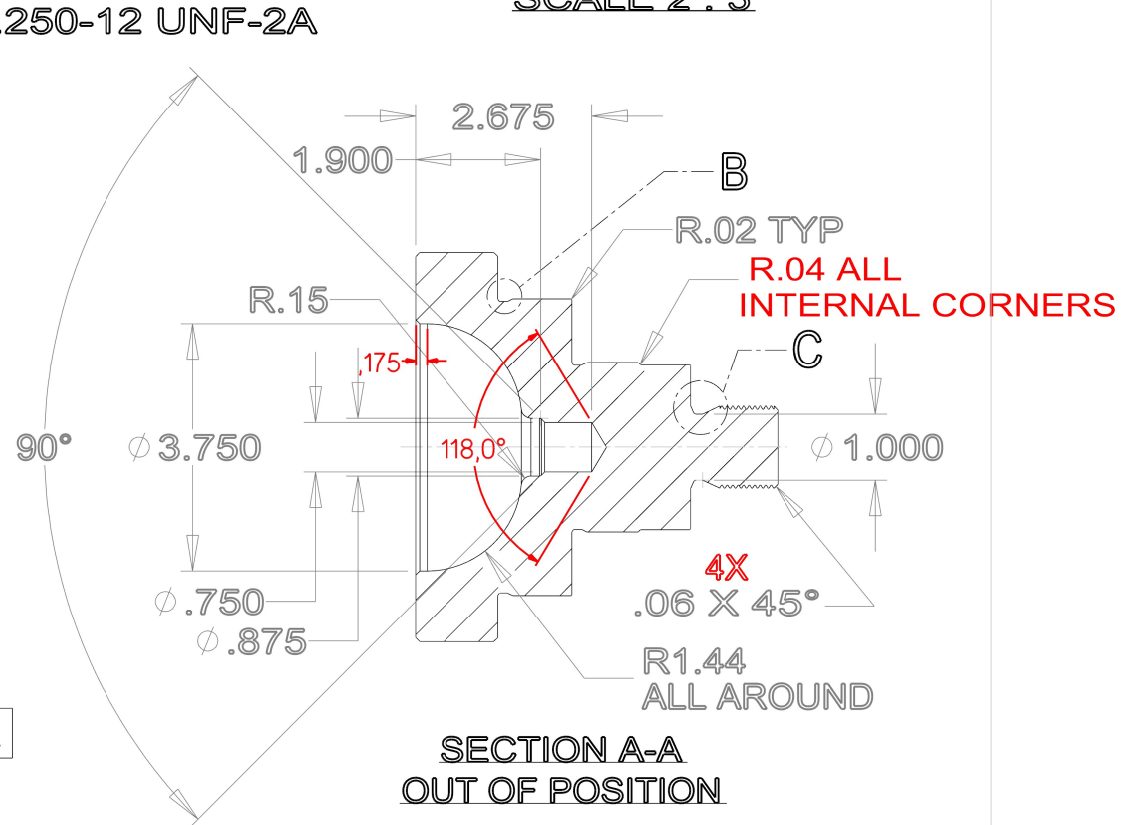 SCALE 2 : 3
.250-12 UNF-2A
2.675
1.900
B
R.02 TYP
R.04 ALL
INTERNAL CORNERS
R.15
C
,175
90°
∅ 3.750
118,0°
∅ 1.000
4X
.06 X 45°
∅ .750
∅ .875
R1.44
ALL AROUND
SECTION A-A
OUT OF POSITION